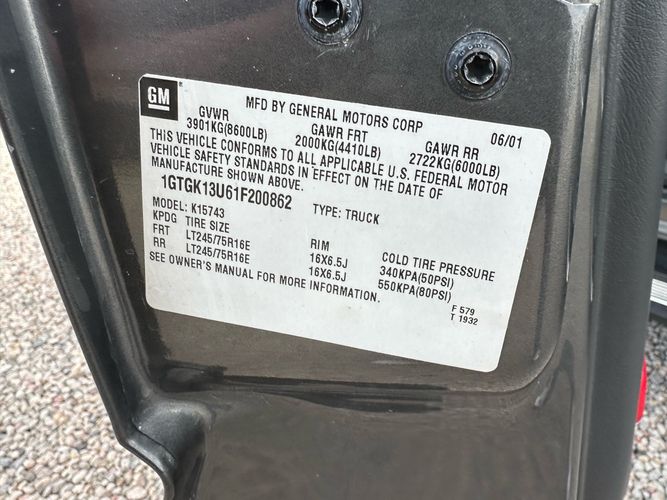 GM
MFD BY GENERAL MOTORS CORP 06/01
GVWR GAWR FRT GAWR RR
3901KG(8600LB) 2000KG(4410LB) 2722KG(6000LB)
THIS VEHICLE CONFORMS TO ALL APPLICABLE U.S. FEDERAL MOTOR
VEHICLE SAFETY STANDARDS IN EFFECT ON THE DATE OF
MANUFACTURE SHOWN ABOVE.
1GTGK13U61F200862 TYPE: TRUCK
MODEL: K15743
KPDG TIRE SIZE RIM COLD TIRE PRESSURE
FRT LT245/75R16E 16X6.5J 340KPA(50PSI)
RR LT245/75R16E 16X6.5J 550KPA(80PSI)
SEE OWNER'S MANUAL FOR MORE INFORMATION.
F 579
T 1932